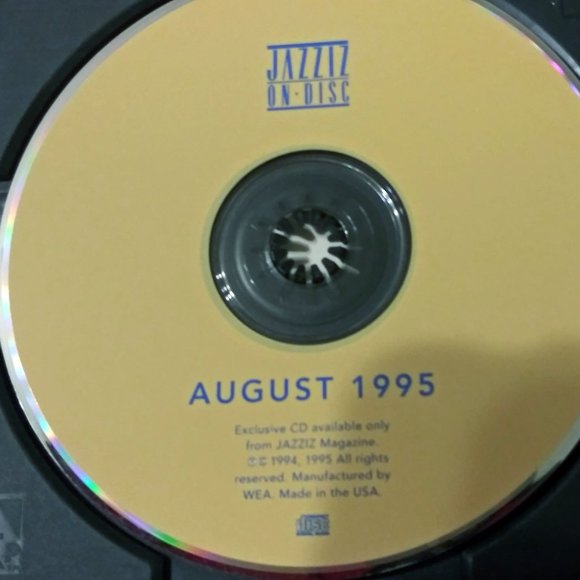 JAZZIZ
ON·DISC
AUGUST 1995
Exclusive CD available only
from JAZZIZ Magazine.
℗© 1994, 1995 All rights
reserved. Manufactured by
WEA. Made in the USA.